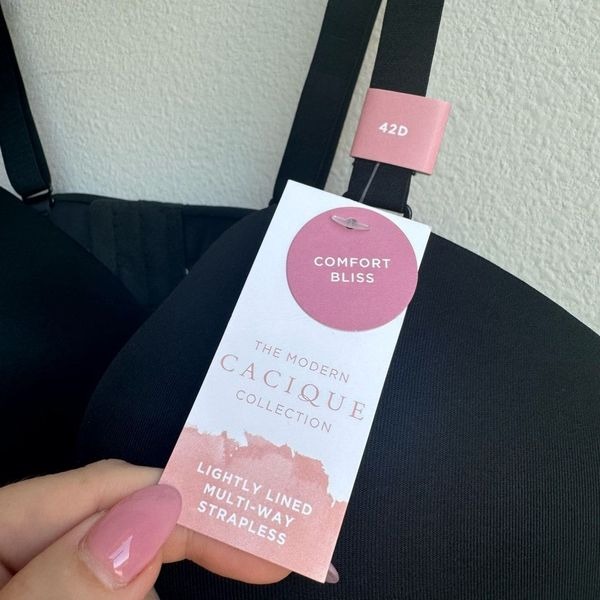 42D
COMFORT
BLISS
THE MODERN
CACIQUE
COLLECTION
LIGHTLY LINED
MULTI-WAY
STRAPLESS